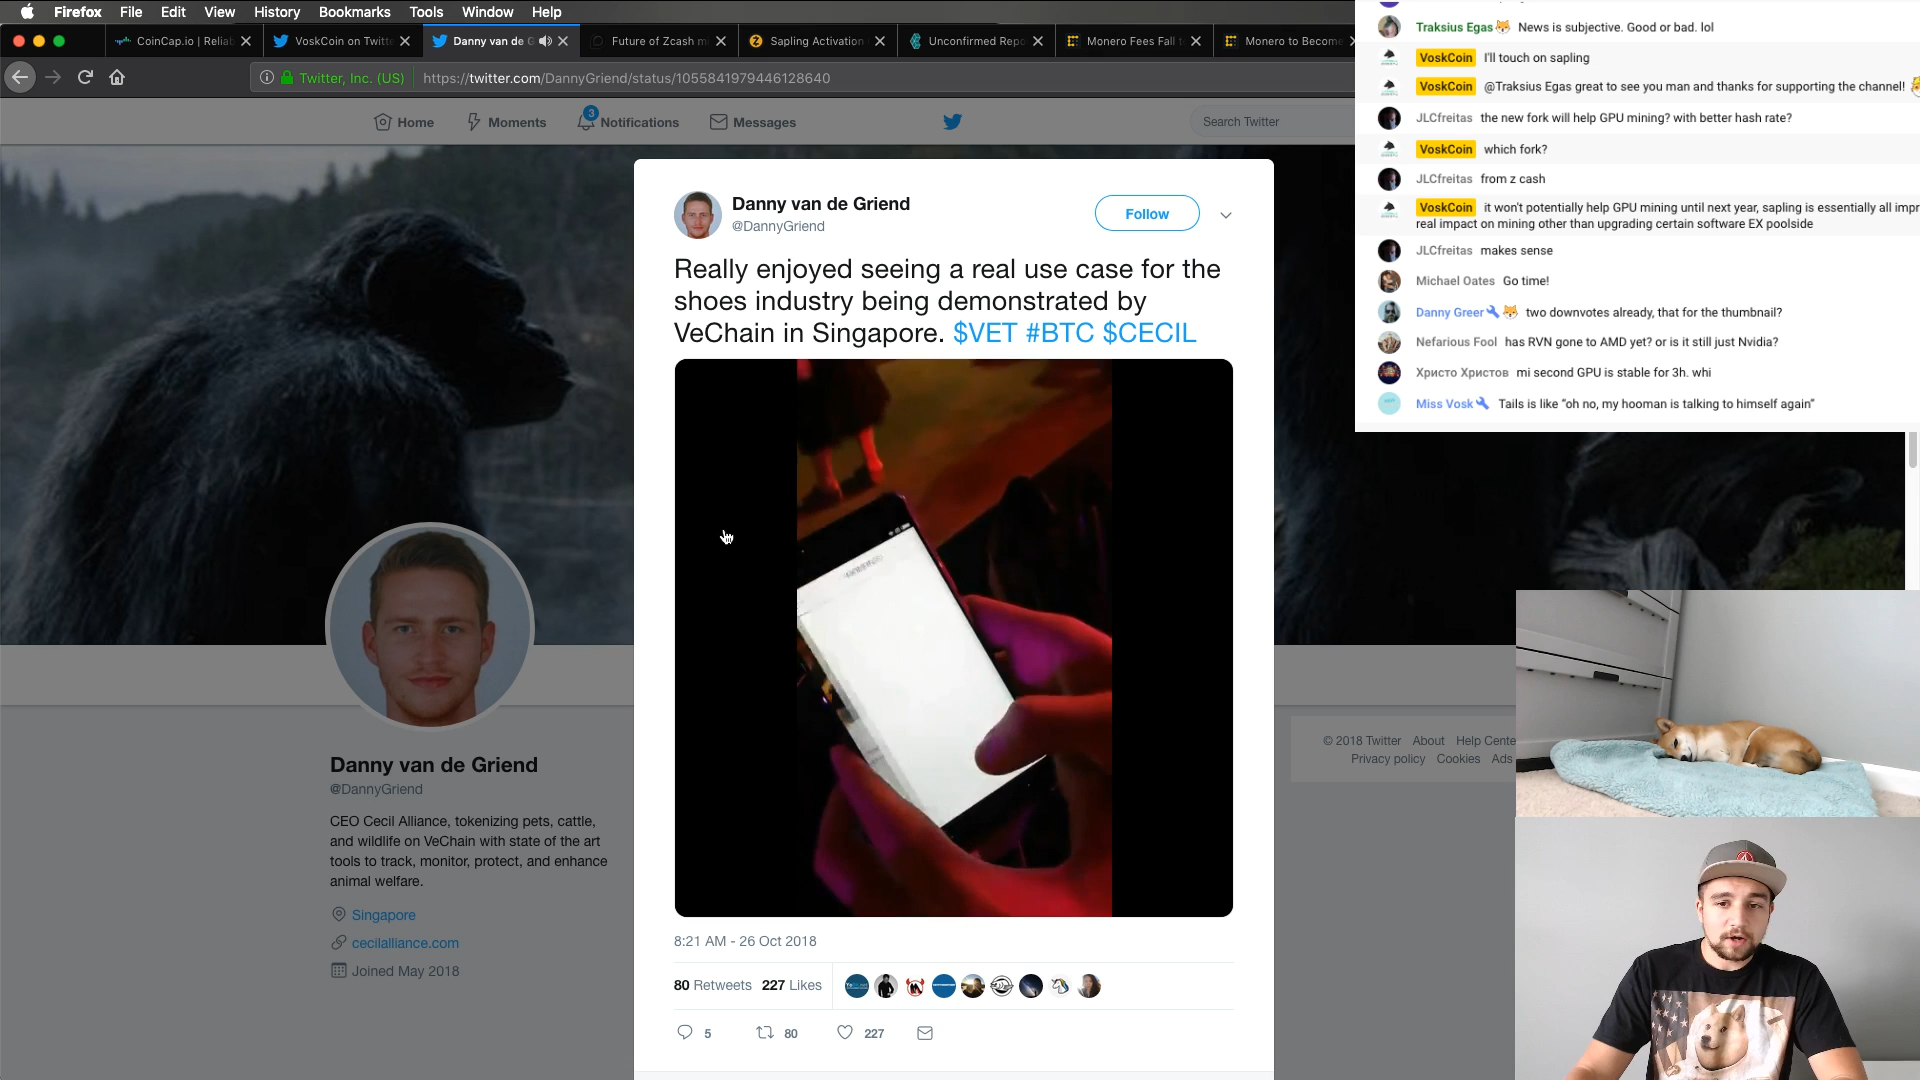 Firefox File Edit View History Bookmarks Tools Window Help
CoinCap.io | Reliab
VoskCoin on Twitte
Danny van de G
Future of Zcash mi
Sapling Activation
Unconfirmed Repo
Monero Fees Fall t
Monero to Become
Twitter, Inc. (US) https://twitter.com/DannyGriend/status/1055841979446128640
Home Moments 3 Notifications Messages Search Twitter
Danny van de Griend
@DannyGriend
Follow
Really enjoyed seeing a real use case for the
shoes industry being demonstrated by
VeChain in Singapore. $VET #BTC $CECIL
8:21 AM - 26 Oct 2018
80 Retweets 227 Likes
5 80 227
Danny van de Griend
@DannyGriend
CEO Cecil Alliance, tokenizing pets, cattle,
and wildlife on VeChain with state of the art
tools to track, monitor, protect, and enhance
animal welfare.
Singapore
cecilalliance.com
Joined May 2018
© 2018 Twitter About Help Cente
Privacy policy Cookies Ads
Traksius Egas News is subjective. Good or bad. lol
VoskCoin I'll touch on sapling
VoskCoin @Traksius Egas great to see you man and thanks for supporting the channel!
JLCfreitas the new fork will help GPU mining? with better hash rate?
VoskCoin which fork?
JLCfreitas from z cash
VoskCoin it won't potentially help GPU mining until next year, sapling is essentially all impr
real impact on mining other than upgrading certain software EX poolside
JLCfreitas makes sense
Michael Oates Go time!
Danny Greer two downvotes already, that for the thumbnail?
Nefarious Fool has RVN gone to AMD yet? or is it still just Nvidia?
Христо Христов mi second GPU is stable for 3h. whi
Miss Vosk Tails is like “oh no, my hooman is talking to himself again”